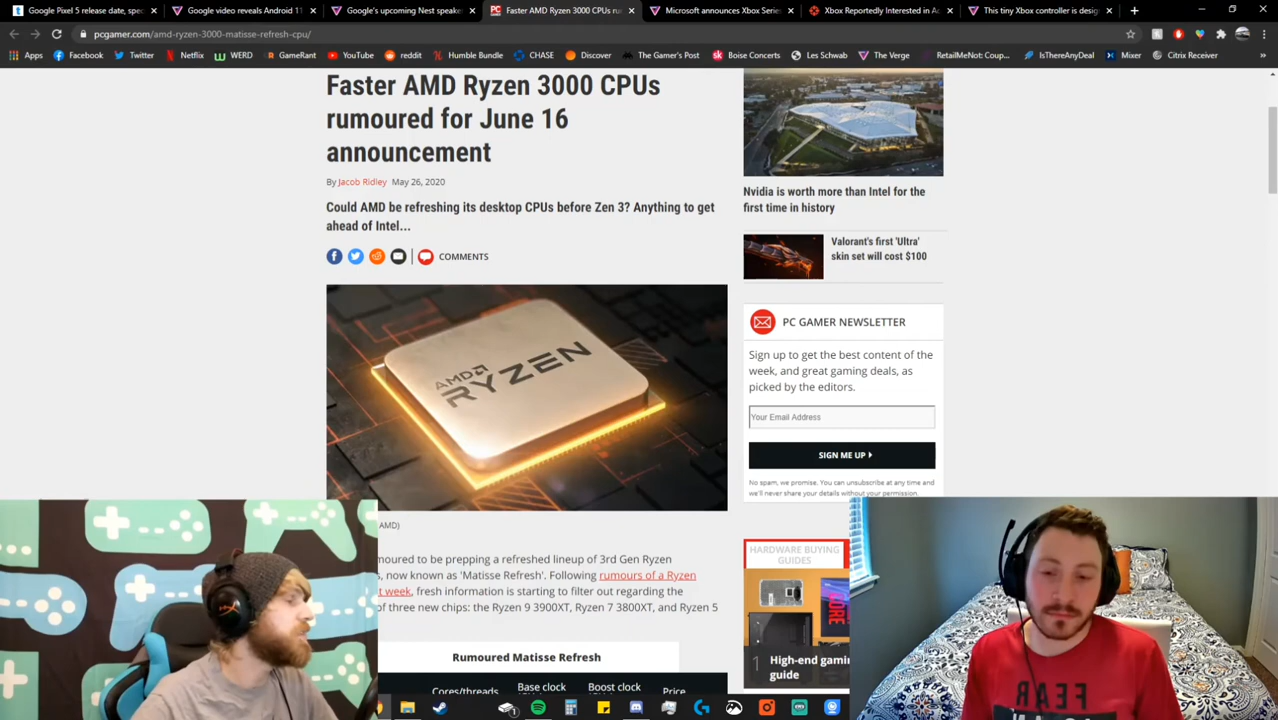 Google Pixel 5 release date, spec
Google video reveals Android 11
Google's upcoming Nest speake
Faster AMD Ryzen 3000 CPUs rum
Microsoft announces Xbox Series
Xbox Reportedly Interested in Ac
This tiny Xbox controller is desig
pcgamer.com/amd-ryzen-3000-matisse-refresh-cpu/
Apps Facebook Twitter Netflix WERD GameRant YouTube reddit Humble Bundle CHASE Discover The Gamer's Post Boise Concerts Les Schwab The Verge RetailMeNot: Coup... IsThereAnyDeal Mixer Citrix Receiver
Faster AMD Ryzen 3000 CPUs
rumoured for June 16
announcement
By Jacob Ridley May 26, 2020
Could AMD be refreshing its desktop CPUs before Zen 3? Anything to get
ahead of Intel...
COMMENTS
AMD
RYZEN
AMD)
moured to be prepping a refreshed lineup of 3rd Gen Ryzen
s, now known as 'Matisse Refresh'. Following rumours of a Ryzen
t week, fresh information is starting to filter out regarding the
of three new chips: the Ryzen 9 3900XT, Ryzen 7 3800XT, and Ryzen 5
Rumoured Matisse Refresh
Cores/threads
Base clock
Boost clock
Price
Nvidia is worth more than Intel for the
first time in history
Valorant's first 'Ultra'
skin set will cost $100
PC GAMER NEWSLETTER
Sign up to get the best content of the
week, and great gaming deals, as
picked by the editors.
Your Email Address
SIGN ME UP
No spam, we promise. You can unsubscribe at any time and
we'll never share your details without your permission.
HARDWARE BUYING
GUIDES
CORE
1 High-end gami
guide
FEAR